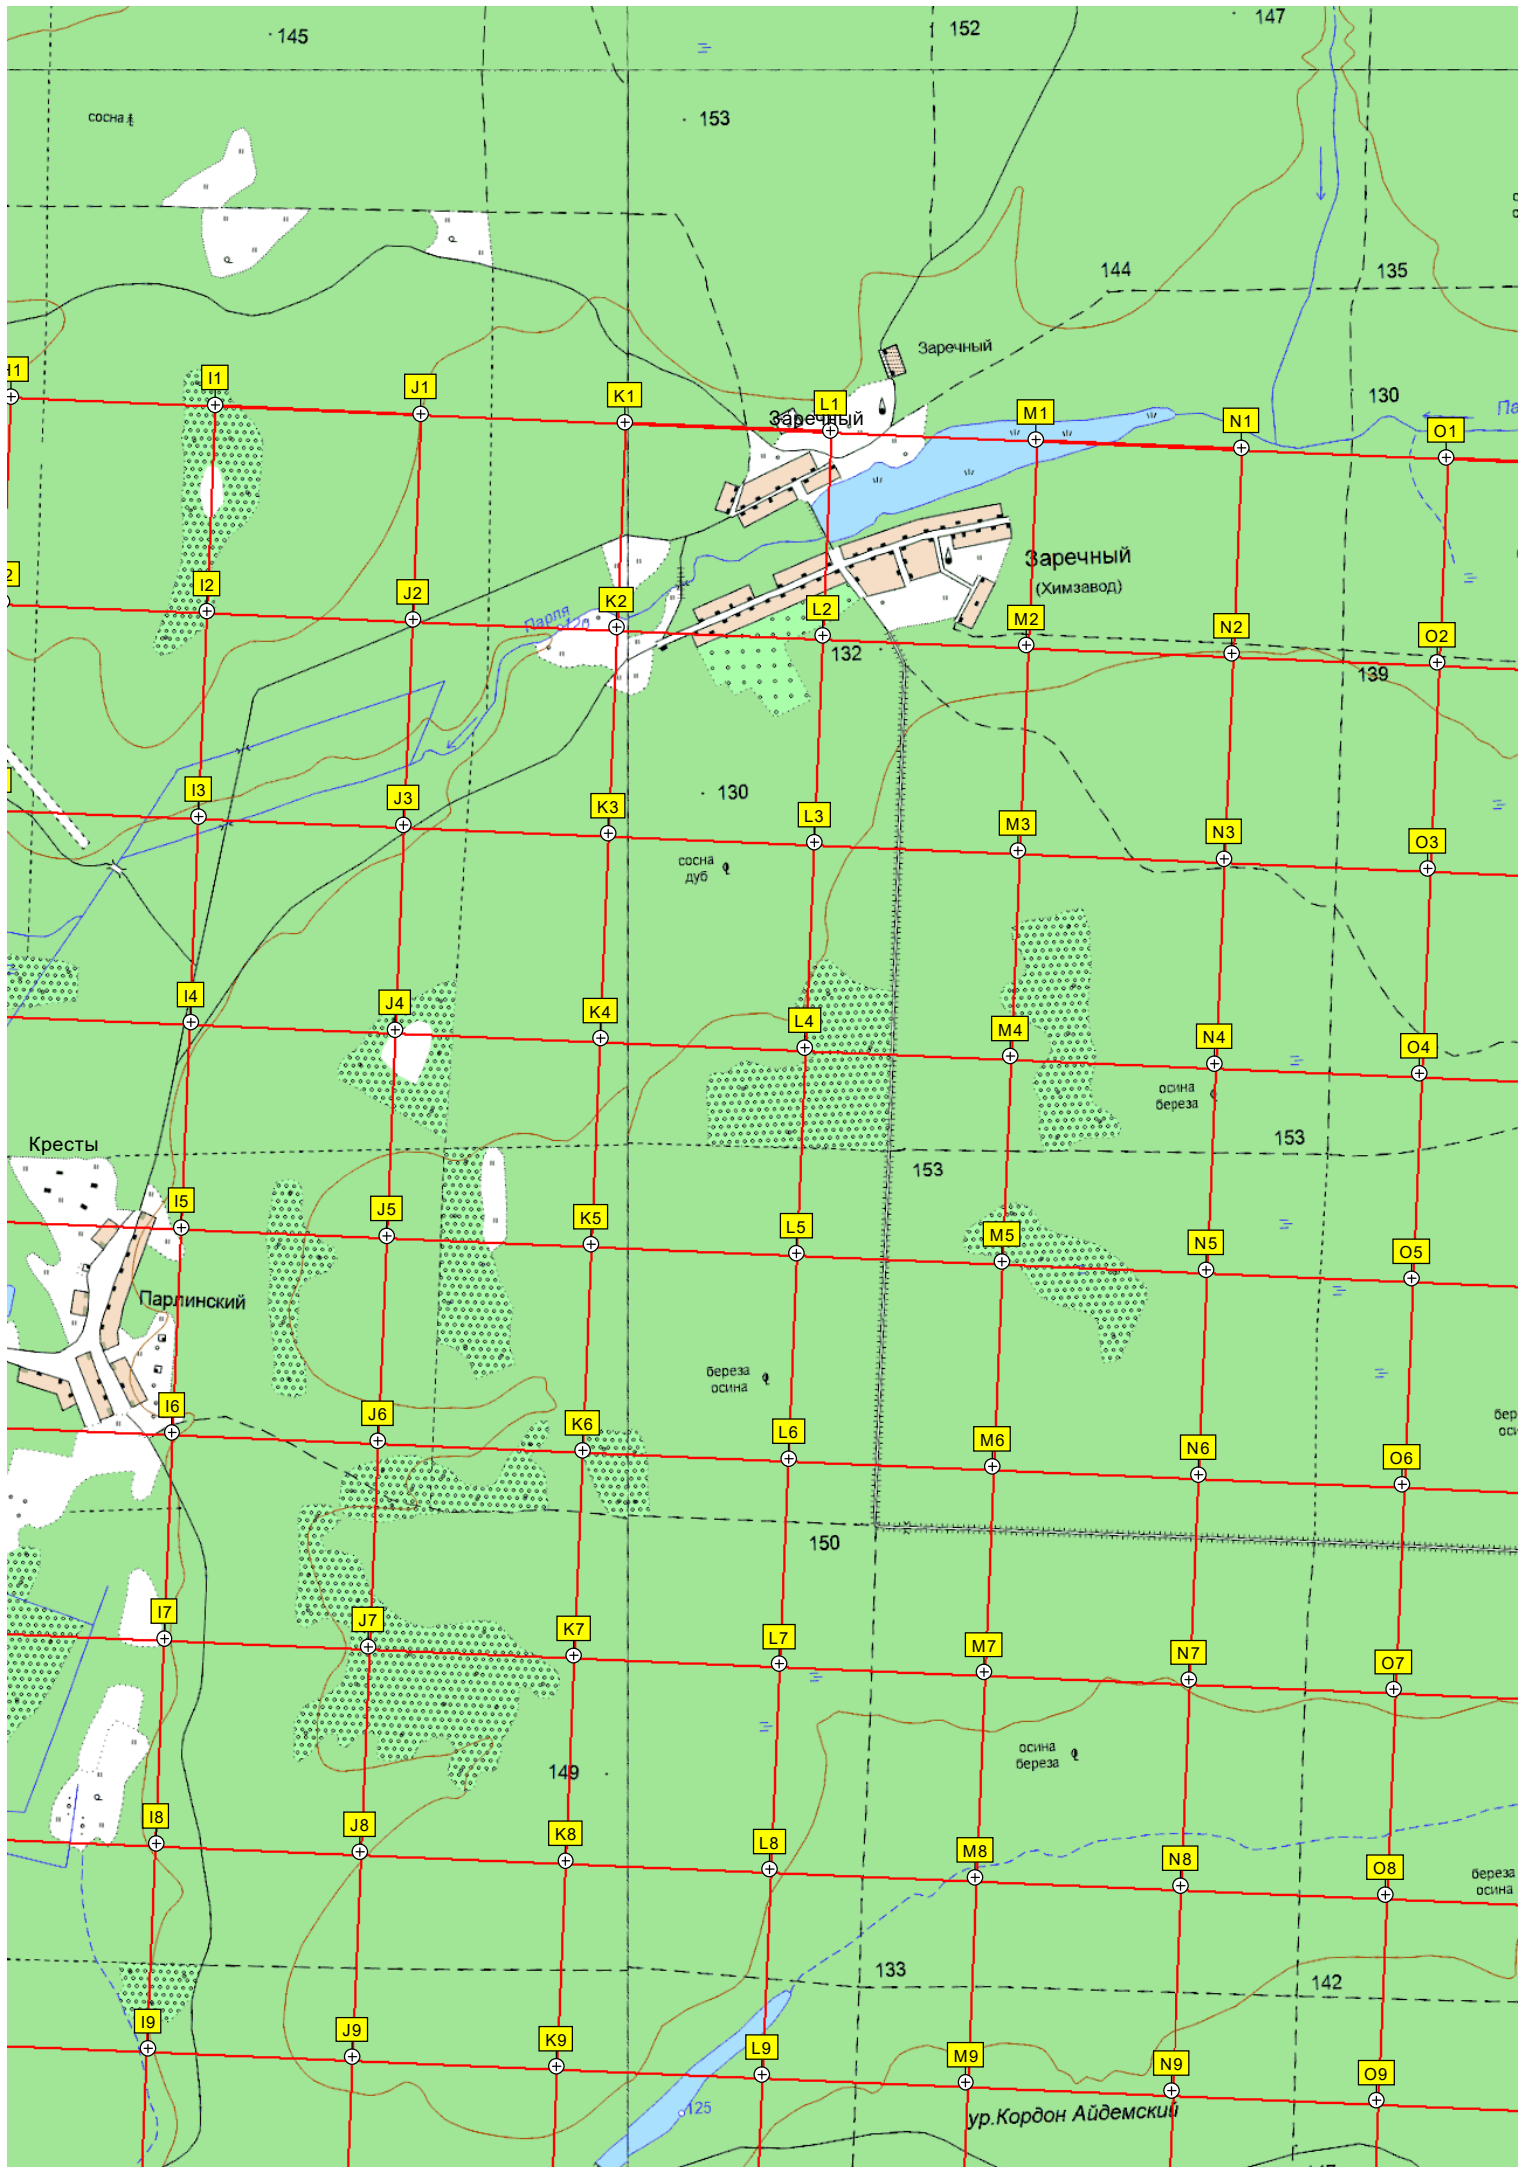 145
152
147
153
сосна
144
135
Заречный
130
H1
I1
J1
K1
L1
Заречный
M1
N1
O1
Заречный
(Химзавод)
2
I2
J2
Парля
K2
L2
M2
N2
O2
132
139
I3
J3
K3
130
L3
M3
N3
O3
сосна
дуб
I4
J4
K4
L4
M4
N4
O4
осина
береза
Кресты
153
153
I5
J5
K5
L5
M5
N5
O5
Парлинский
береза
осина
I6
J6
K6
L6
M6
N6
O6
бер
оси
150
I7
J7
K7
L7
M7
N7
O7
осина
береза
149
I8
J8
K8
L8
M8
N8
O8
береза
осина
133
142
I9
J9
K9
L9
M9
N9
O9
125
ур.Кордон Айдемский